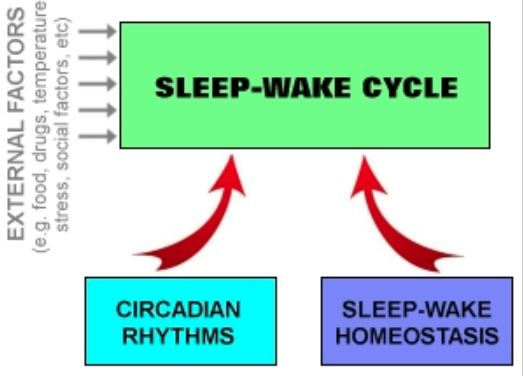 EXTERNAL FACTORS
(e.g. food, drugs, temperature
stress, social factors, etc)
SLEEP-WAKE CYCLE
CIRCADIAN
RHYTHMS
SLEEP-WAKE
HOMEOSTASIS